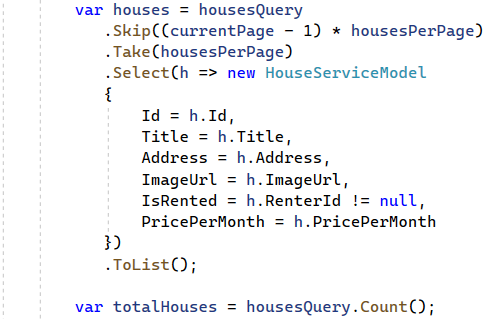 var houses = housesQuery
.Skip((currentPage - 1) * housesPerPage)
.Take(housesPerPage)
.Select(h => new HouseServiceModel
{
Id = h.Id,
Title = h.Title,
Address = h.Address,
ImageUrl = h.ImageUrl,
IsRented = h.RenterId != null,
PricePerMonth = h.PricePerMonth
})
.ToList();
var totalHouses = housesQuery.Count();